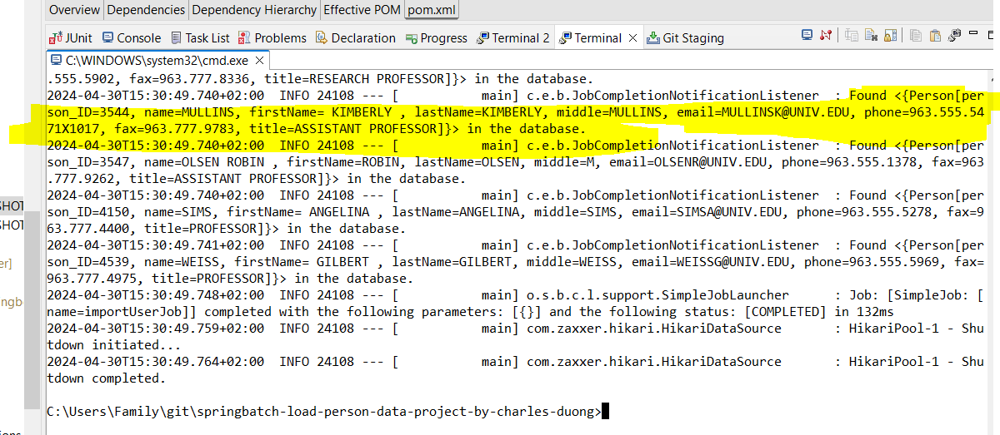 Overview Dependencies Dependency Hierarchy Effective POM pom.xml
JUnit Console Task List Problems Declaration Progress Terminal 2 Terminal Git Staging
C:\WINDOWS\system32\cmd.exe
.555.5902, fax=963.777.8336, title=RESEARCH PROFESSOR]}> in the database.
2024-04-30T15:30:49.740+02:00  INFO 24108 --- [           main] c.e.b.JobCompletionNotificationListener  : Found <{Person[per
son_ID=3544, name=MULLINS, firstName= KIMBERLY , lastName=KIMBERLY, middle=MULLINS, email=MULLINSK@UNIV.EDU, phone=963.555.54
71X1017, fax=963.777.9783, title=ASSISTANT PROFESSOR]}> in the database.
2024-04-30T15:30:49.740+02:00  INFO 24108 --- [           main] c.e.b.JobCompletionNotificationListener  : Found <{Person[per
son_ID=3547, name=OLSEN ROBIN , firstName=ROBIN, lastName=OLSEN, middle=M, email=OLSENR@UNIV.EDU, phone=963.555.1378, fax=963
.777.9262, title=ASSISTANT PROFESSOR]}> in the database.
2024-04-30T15:30:49.740+02:00  INFO 24108 --- [           main] c.e.b.JobCompletionNotificationListener  : Found <{Person[per
SHOT
son_ID=4150, name=SIMS, firstName= ANGELINA , lastName=ANGELINA, middle=SIMS, email=SIMSA@UNIV.EDU, phone=963.555.5278, fax=9
SHOT
63.777.4400, title=PROFESSOR]}> in the database.
2024-04-30T15:30:49.741+02:00  INFO 24108 --- [           main] c.e.b.JobCompletionNotificationListener  : Found <{Person[per
er]
son_ID=4539, name=WEISS, firstName= GILBERT , lastName=GILBERT, middle=WEISS, email=WEISSG@UNIV.EDU, phone=963.555.5969, fax=
963.777.4975, title=PROFESSOR]}> in the database.
2024-04-30T15:30:49.748+02:00  INFO 24108 --- [           main] o.s.b.c.l.support.SimpleJobLauncher      : Job: [SimpleJob: [
ngb
name=importUserJob]] completed with the following parameters: [{}] and the following status: [COMPLETED] in 132ms
2024-04-30T15:30:49.759+02:00  INFO 24108 --- [           main] com.zaxxer.hikari.HikariDataSource       : HikariPool-1 - Shu
tdown initiated...
2024-04-30T15:30:49.764+02:00  INFO 24108 --- [           main] com.zaxxer.hikari.HikariDataSource       : HikariPool-1 - Shu
tdown completed.
C:\Users\Family\git\springbatch-load-person-data-project-by-charles-duong>